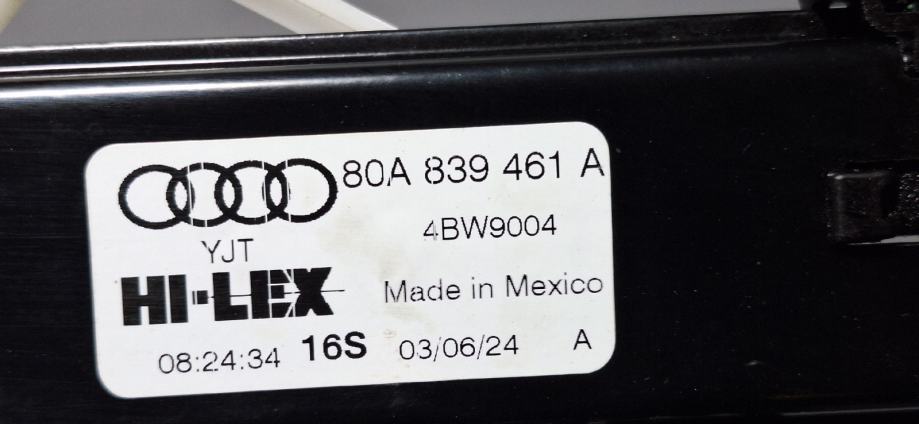 80A 839 461 A
4BW9004
YJT
HI-LEX
Made in Mexico
08:24:34 16S 03/06/24 A